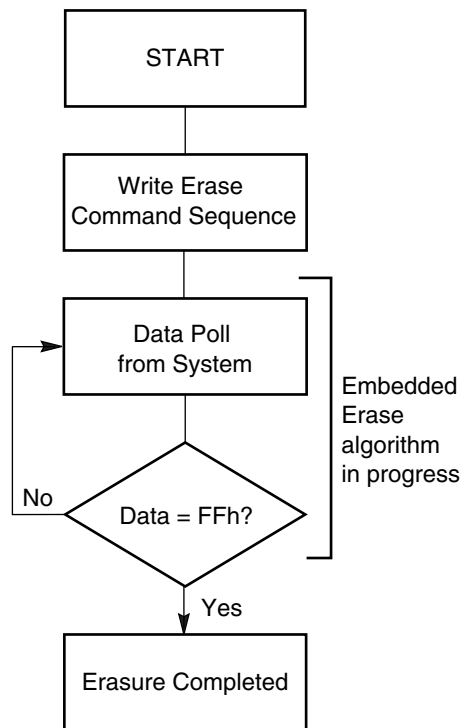 START
Write Erase
Command Sequence
Data Poll
from System
Embedded
Erase
algorithm
in progress
No
Data = FFh?
Yes
Erasure Completed